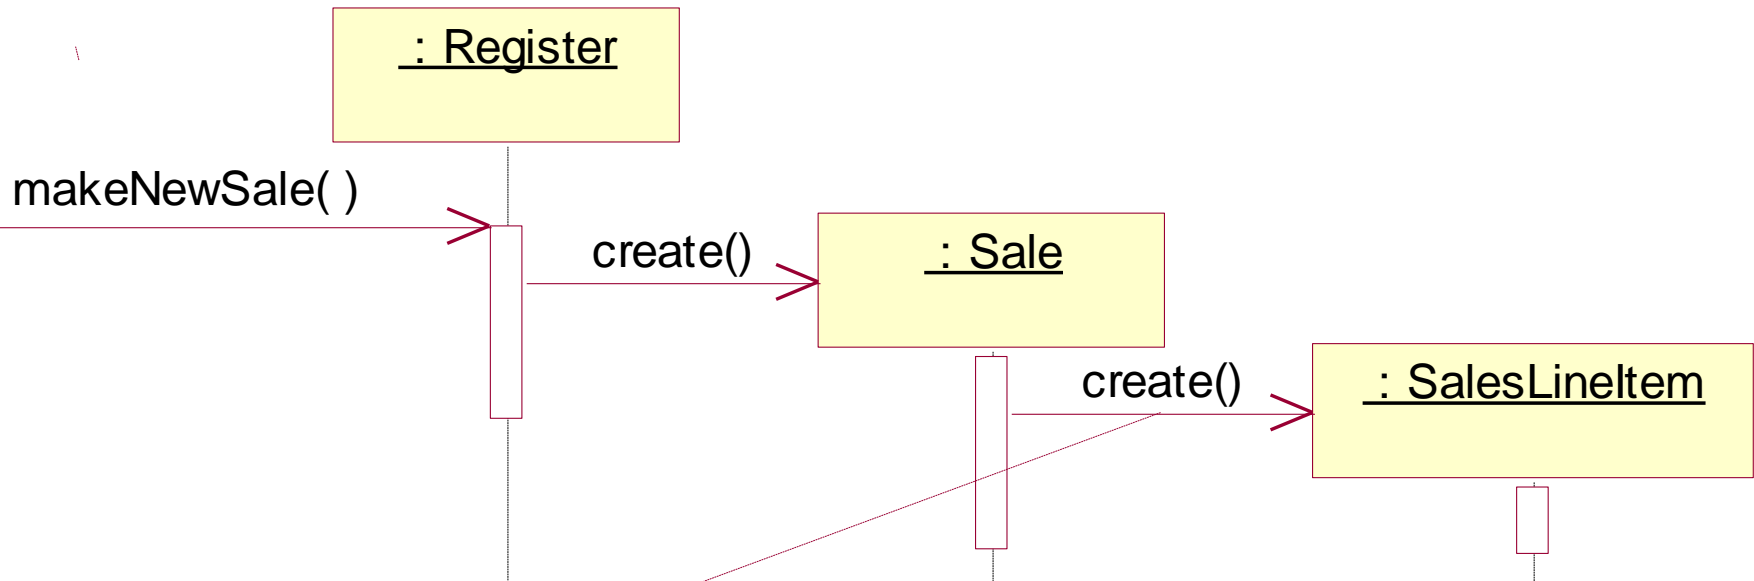 : Register
makeNewSale( )
create()
: Sale
create()
: SalesLineItem